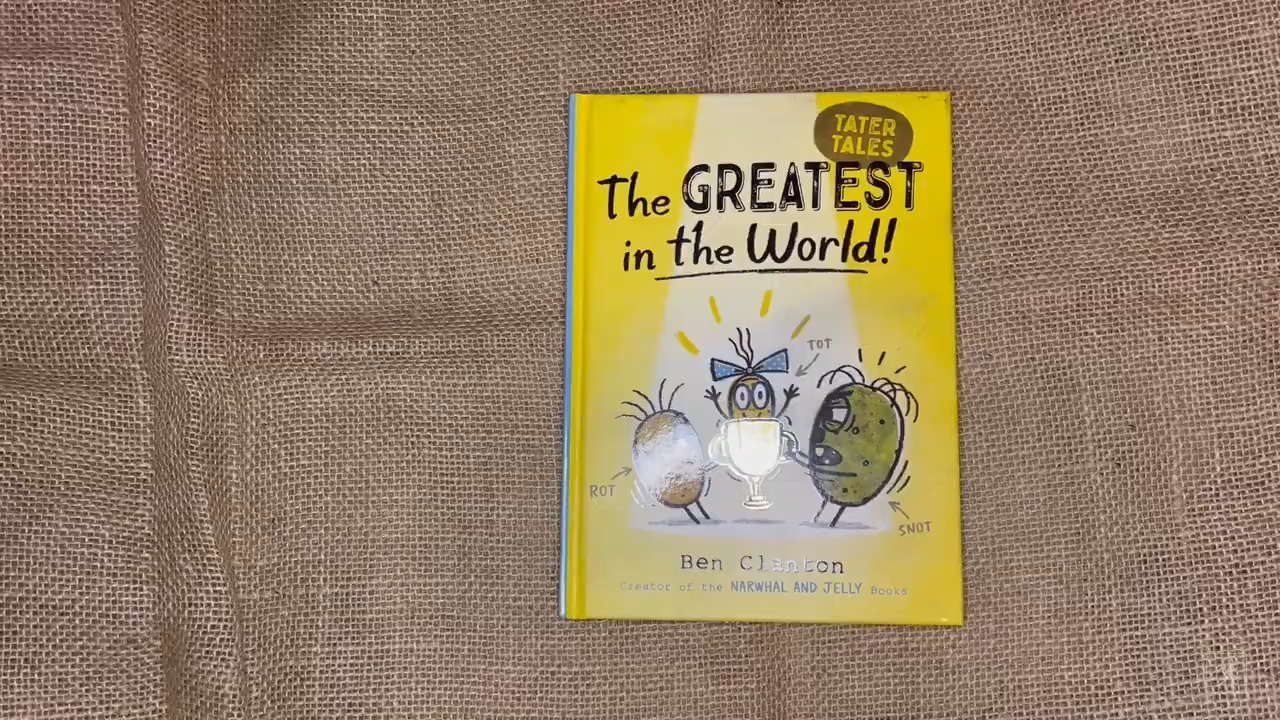 TATER
TALES
The GREATEST
in the World!
TOT
ROT
SNOT
Ben Clanton
Creator of the NARWHAL AND JELLY Books